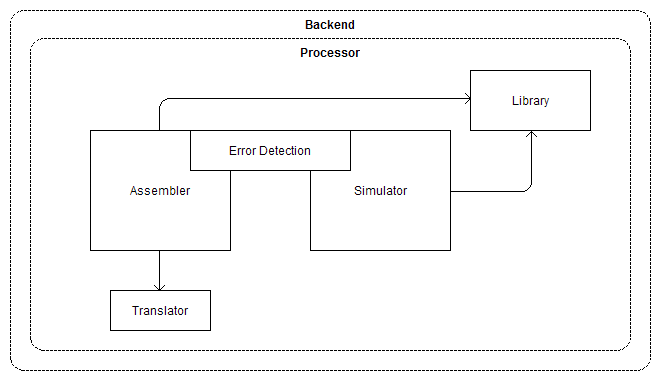 Backend
Processor
Library
Error Detection
Assembler
Simulator
Translator